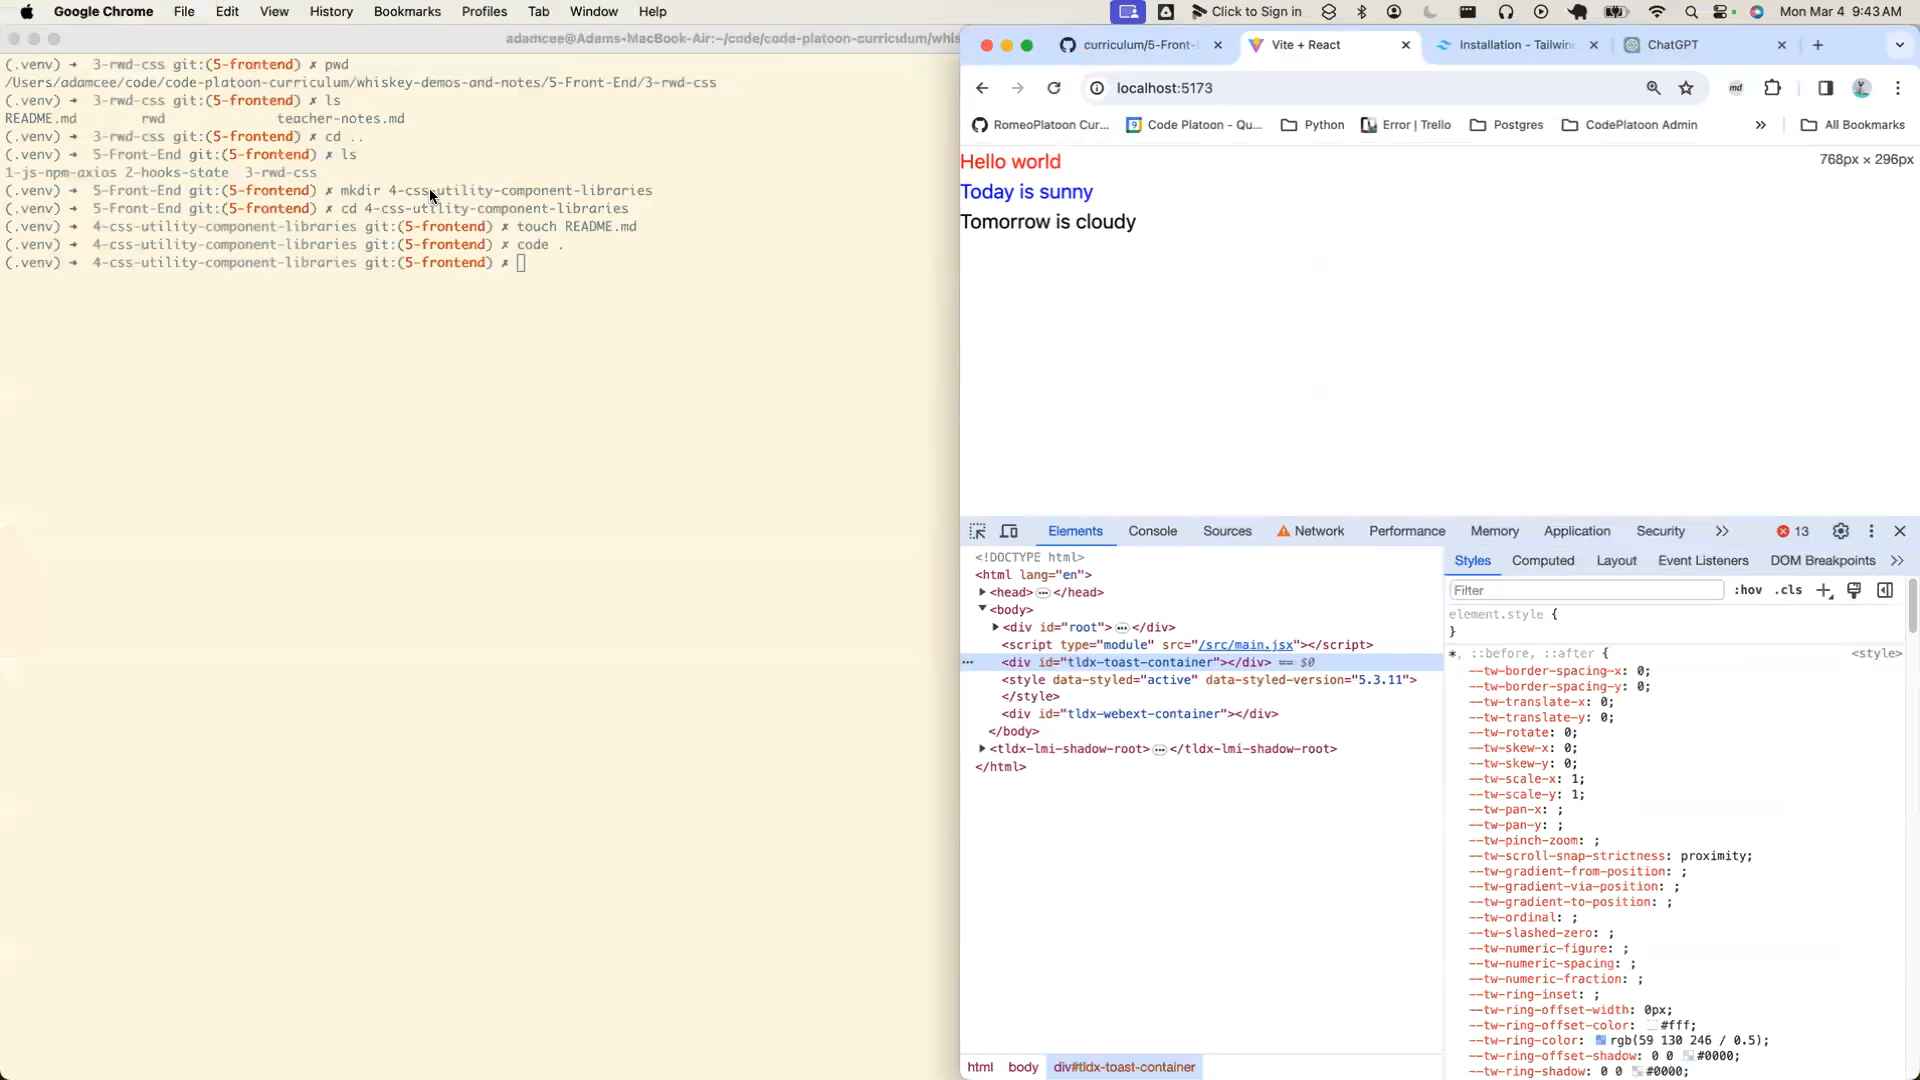 Google Chrome File Edit View History Bookmarks Profiles Tab Window Help
Click to Sign in Mon Mar 4 9:43 AM
adamcee@Adams-MacBook-Air:~/code/code-platoon-curriculum/whis
(.venv) ➜ 3-rwd-css git:(5-frontend) ✗ pwd
/Users/adamcee/code/code-platoon-curriculum/whiskey-demos-and-notes/5-Front-End/3-rwd-css
(.venv) ➜ 3-rwd-css git:(5-frontend) ✗ ls
README.md rwd teacher-notes.md
(.venv) ➜ 3-rwd-css git:(5-frontend) ✗ cd ..
(.venv) ➜ 5-Front-End git:(5-frontend) ✗ ls
1-js-npm-axios 2-hooks-state 3-rwd-css
(.venv) ➜ 5-Front-End git:(5-frontend) ✗ mkdir 4-css-utility-component-libraries
(.venv) ➜ 5-Front-End git:(5-frontend) ✗ cd 4-css-utility-component-libraries
(.venv) ➜ 4-css-utility-component-libraries git:(5-frontend) ✗ touch README.md
(.venv) ➜ 4-css-utility-component-libraries git:(5-frontend) ✗ code .
(.venv) ➜ 4-css-utility-component-libraries git:(5-frontend) ✗
curriculum/5-Front- Vite + React Installation - Tailwin ChatGPT
localhost:5173
RomeoPlatoon Cur... Code Platoon - Qu... Python Error | Trello Postgres CodePlatoon Admin » All Bookmarks
Hello world
768px × 296px
Today is sunny
Tomorrow is cloudy
Elements Console Sources Network Performance Memory Application Security » 13
<!DOCTYPE html>
<html lang="en">
<head> ••• </head>
<body>
<div id="root"> ••• </div>
<script type="module" src="/src/main.jsx"></script>
<div id="tldx-toast-container"></div> == $0
<style data-styled="active" data-styled-version="5.3.11">
</style>
<div id="tldx-webext-container"></div>
</body>
<tldx-lmi-shadow-root> ••• </tldx-lmi-shadow-root>
</html>
html body div#tldx-toast-container
Styles Computed Layout Event Listeners DOM Breakpoints »
Filter :hov .cls
element.style {
}
*, ::before, ::after { <style>
--tw-border-spacing-x: 0;
--tw-border-spacing-y: 0;
--tw-translate-x: 0;
--tw-translate-y: 0;
--tw-rotate: 0;
--tw-skew-x: 0;
--tw-skew-y: 0;
--tw-scale-x: 1;
--tw-scale-y: 1;
--tw-pan-x: ;
--tw-pan-y: ;
--tw-pinch-zoom: ;
--tw-scroll-snap-strictness: proximity;
--tw-gradient-from-position: ;
--tw-gradient-via-position: ;
--tw-gradient-to-position: ;
--tw-ordinal: ;
--tw-slashed-zero: ;
--tw-numeric-figure: ;
--tw-numeric-spacing: ;
--tw-numeric-fraction: ;
--tw-ring-inset: ;
--tw-ring-offset-width: 0px;
--tw-ring-offset-color: #fff;
--tw-ring-color: rgb(59 130 246 / 0.5);
--tw-ring-offset-shadow: 0 0 #0000;
--tw-ring-shadow: 0 0 #0000;